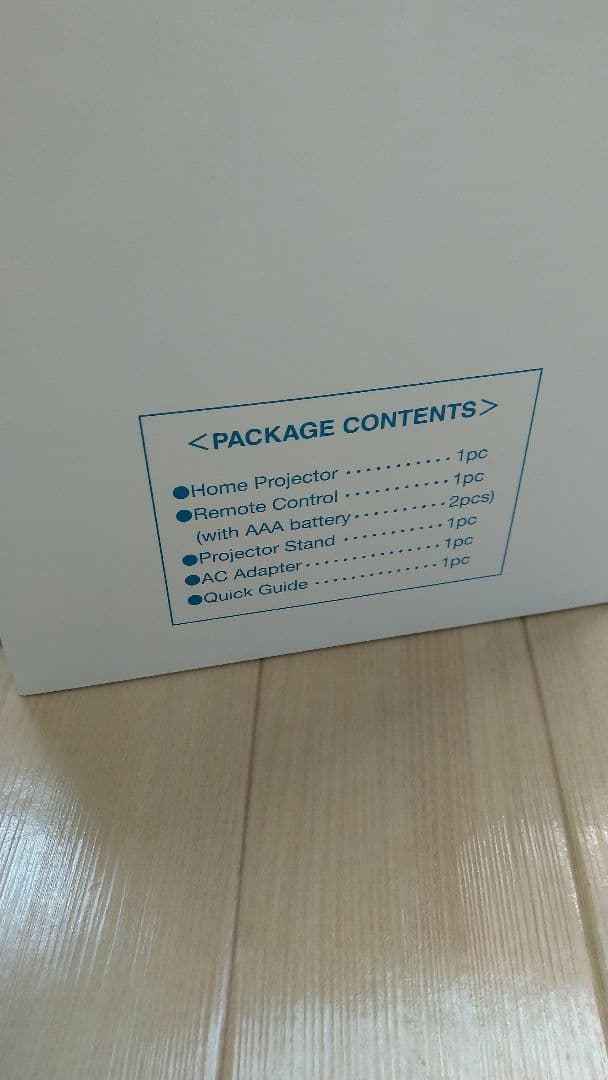 <PACKAGE CONTENTS>
●Home Projector ··········· 1pc
●Remote Control ··········· 1pc
(with AAA battery ·········· 2pcs)
●Projector Stand ··········· 1pc
●AC Adapter ··············· 1pc
●Quick Guide ·············· 1pc